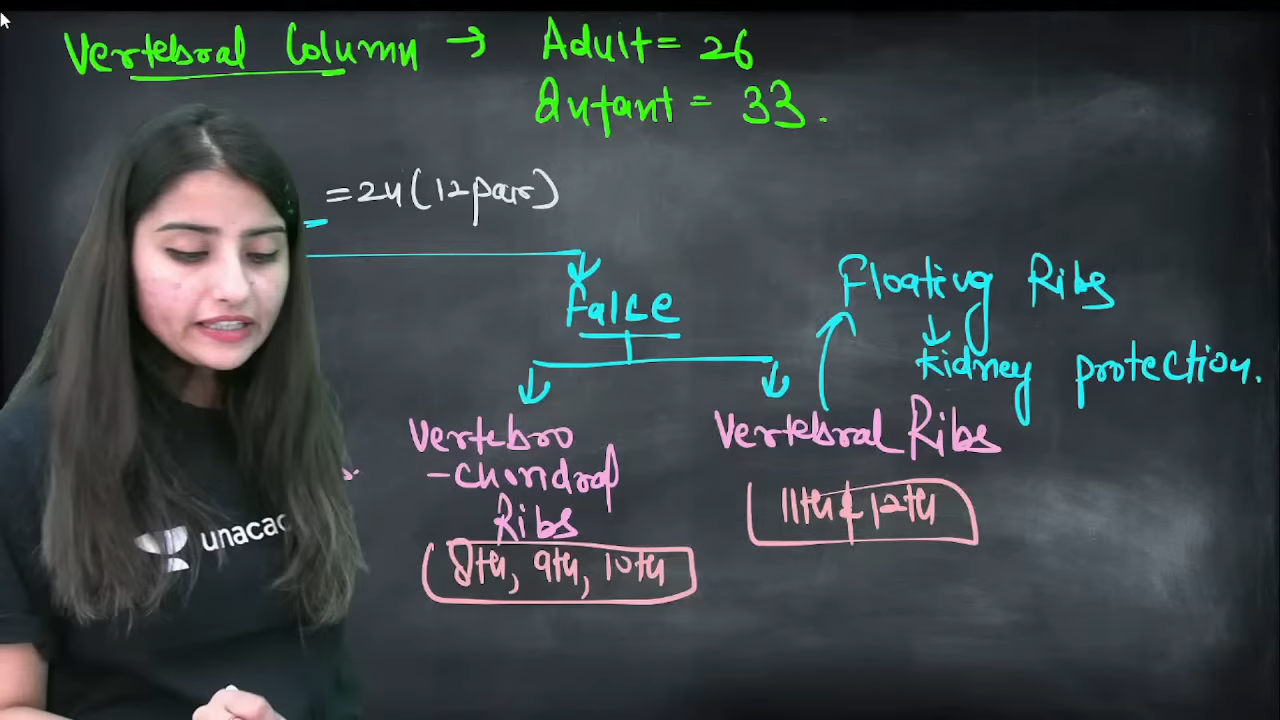 Vertebral Column → Adult = 26
Infant = 33.
= 24 (12 pair)
False
Floating Ribs
Kidney protection.
Vertebro
-Chondral
Ribs
Vertebral Ribs
8th, 9th, 10th
11th & 12th
unacad